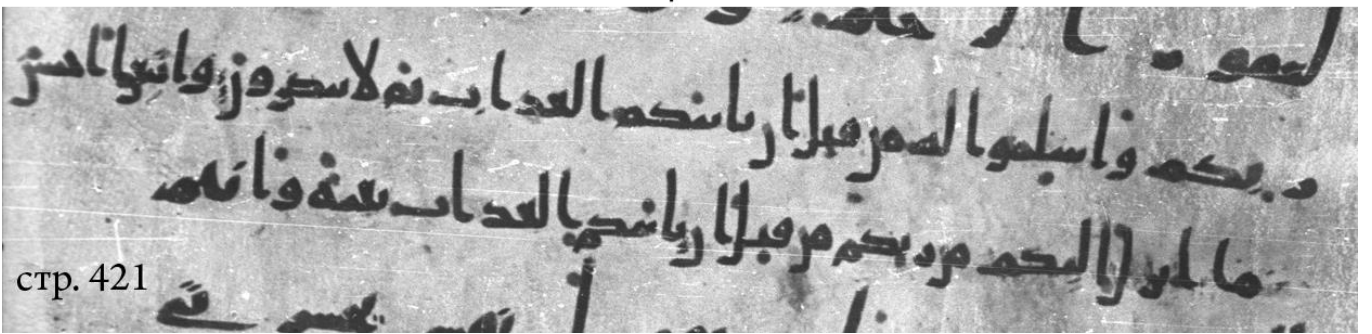 ربكم واسلموا له من قبل ان ياتيكم العذاب ثم لا تنصرون واتبعوا احسن
ما انزل اليكم من ربكم من قبل ان ياتيكم العذاب بغتة وانتم
стр. 421